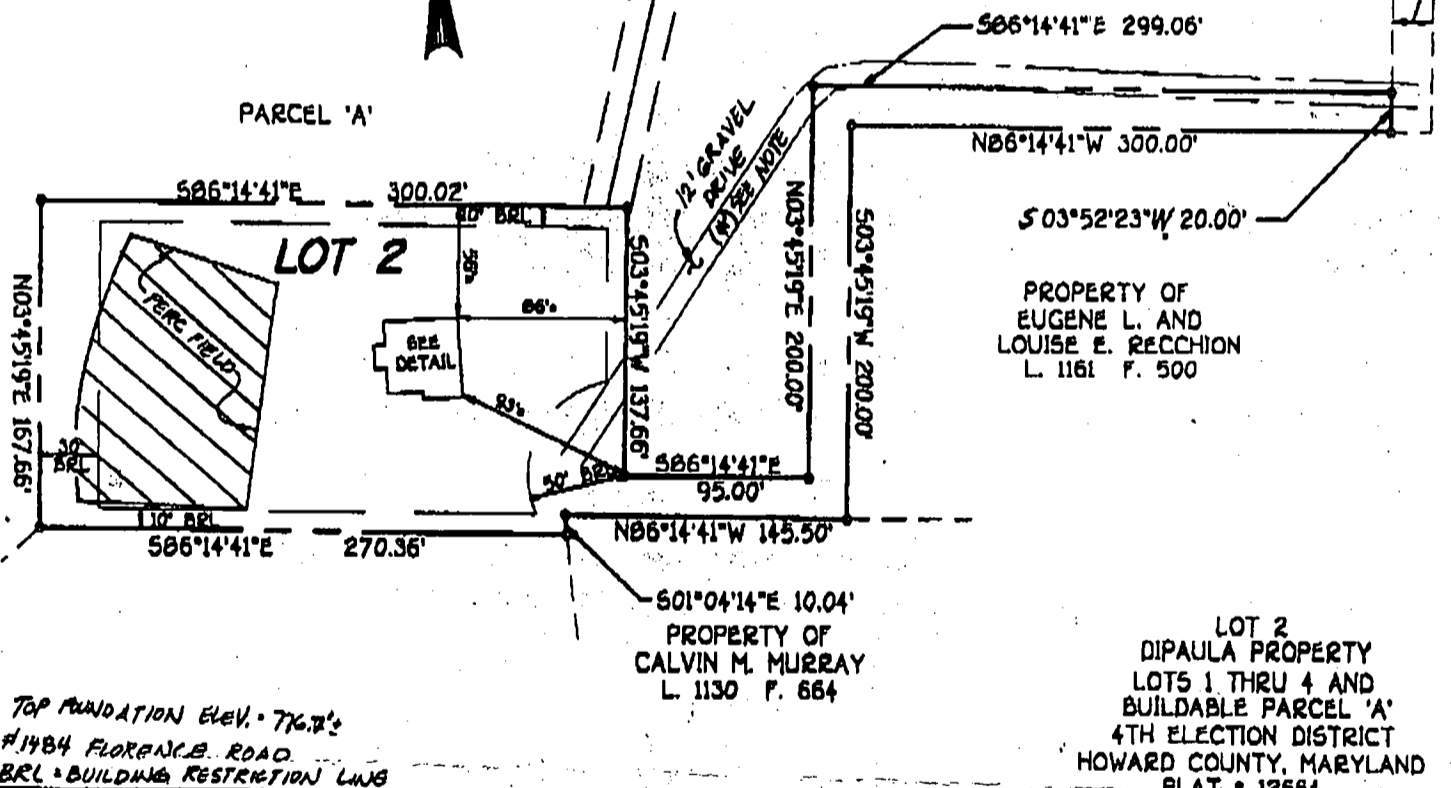 S86°14'41"E 299.06'
PARCEL 'A'
12' GRAVEL
DRIVE
(*) SEE NOTE
N86°14'41"W 300.00'
S86°14'41"E 300.02'
BRL
LOT 2
S 03°52'23"W 20.00'
N03°45'19"E 200.00'
S03°45'19"W 200.00'
S03°45'19"W 137.66'
N03°45'19"E 167.66'
58'±
86'±
PERC FIELD
SEE
DETAIL
93'±
PROPERTY OF
EUGENE L. AND
LOUISE E. RECCHION
L. 1161 F. 500
30'
BRL
50' BRL
S86°14'41"E
95.00'
10' BRL
S86°14'41"E 270.36'
N86°14'41"W 145.50'
S01°04'14"E 10.04'
PROPERTY OF
CALVIN M. MURRAY
L. 1130 F. 664
LOT 2
DIPAULA PROPERTY
LOTS 1 THRU 4 AND
BUILDABLE PARCEL 'A'
4TH ELECTION DISTRICT
HOWARD COUNTY, MARYLAND
PLAT
TOP FOUNDATION ELEV.
#1484 FLORENCE ROAD
BRL = BUILDING RESTRICTION LINE